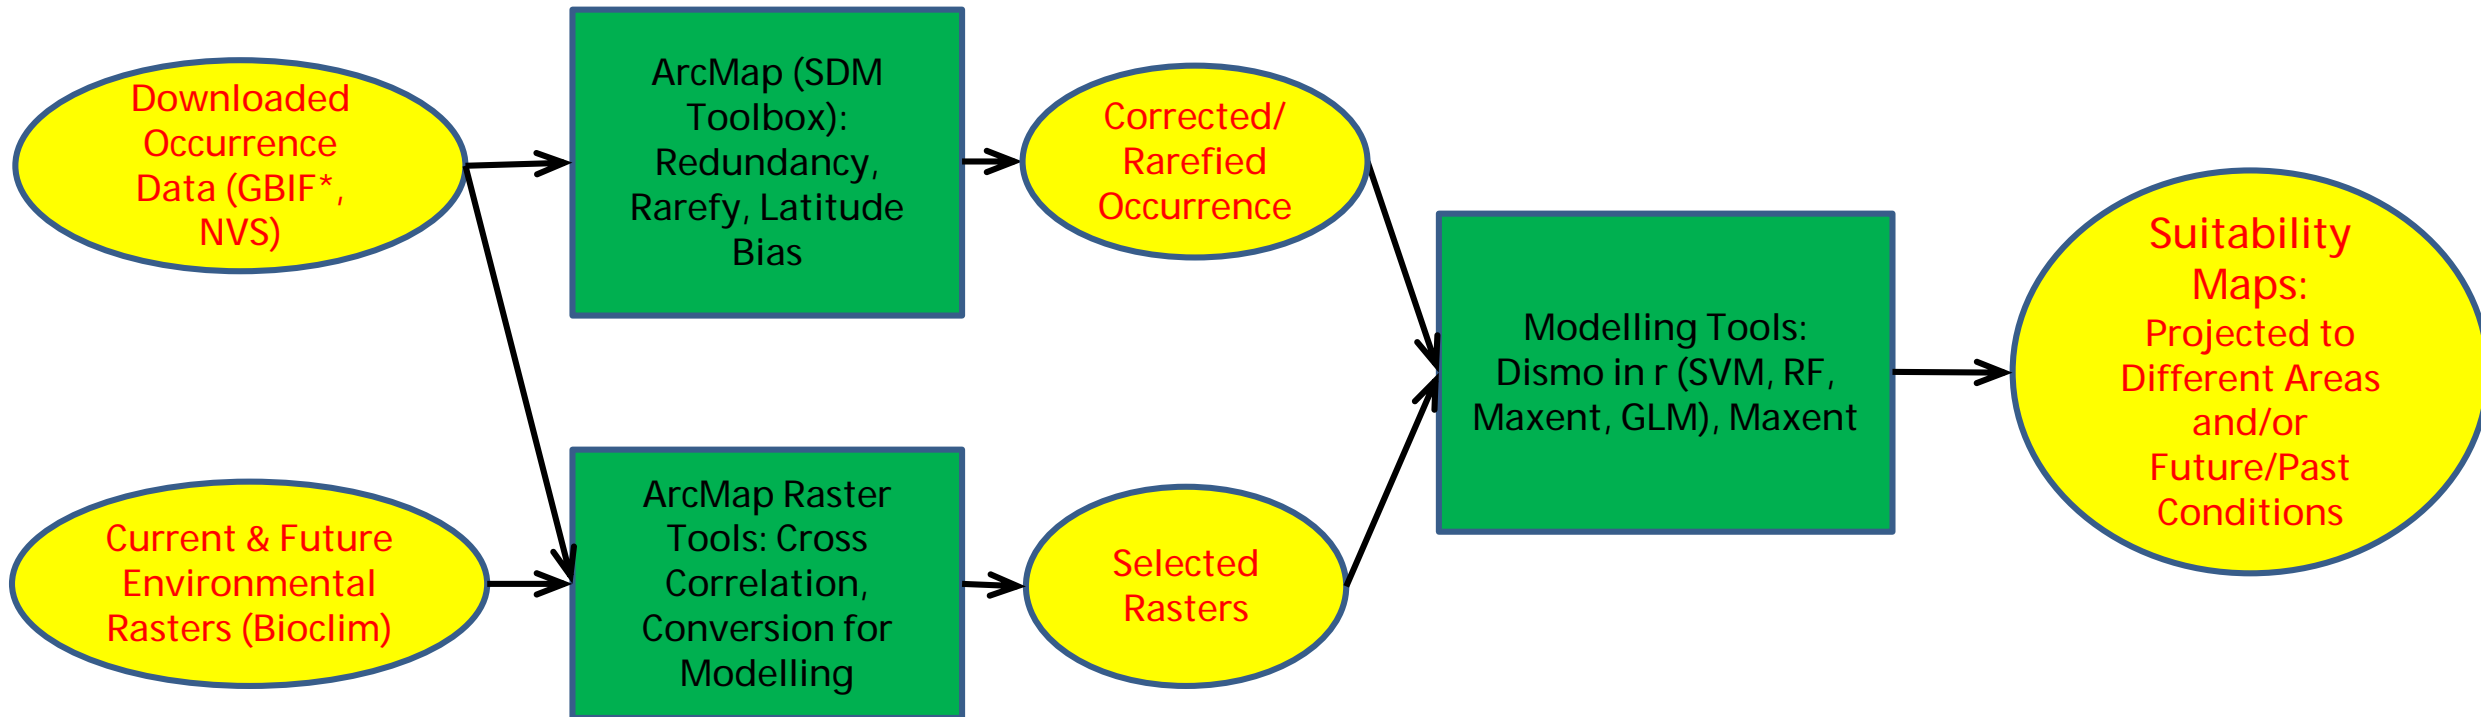 Downloaded
Occurrence
Data (GBIF*,
NVS)
ArcMap (SDM
Toolbox):
Redundancy,
Rarefy, Latitude
Bias
Corrected/
Rarefied
Occurrence
Current & Future
Environmental
Rasters (Bioclim)
ArcMap Raster
Tools: Cross
Correlation,
Conversion for
Modelling
Selected
Rasters
Modelling Tools:
Dismo in r (SVM, RF,
Maxent, GLM), Maxent
Suitability
Maps:
Projected to
Different Areas
and/or
Future/Past
Conditions